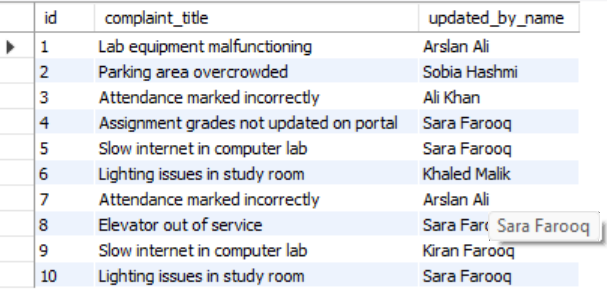 id complaint_title updated_by_name
1 Lab equipment malfunctioning Arslan Ali
2 Parking area overcrowded Sobia Hashmi
3 Attendance marked incorrectly Ali Khan
4 Assignment grades not updated on portal Sara Farooq
5 Slow internet in computer lab Sara Farooq
6 Lighting issues in study room Khaled Malik
7 Attendance marked incorrectly Arslan Ali
8 Elevator out of service Sara Faro Sara Farooq
9 Slow internet in computer lab Kiran Farooq
10 Lighting issues in study room Sara Farooq